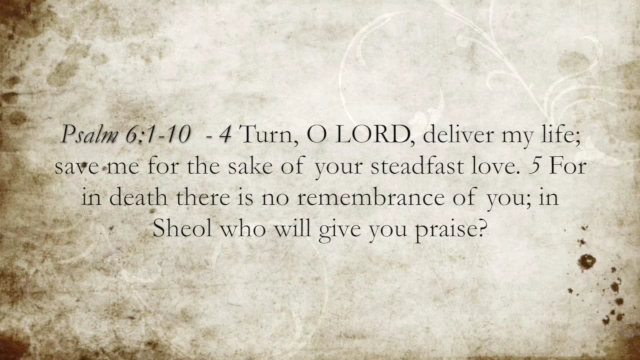 Psalm 6:1-10 - 4 Turn, O LORD, deliver my life;
save me for the sake of your steadfast love. 5 For
in death there is no remembrance of you; in
Sheol who will give you praise?